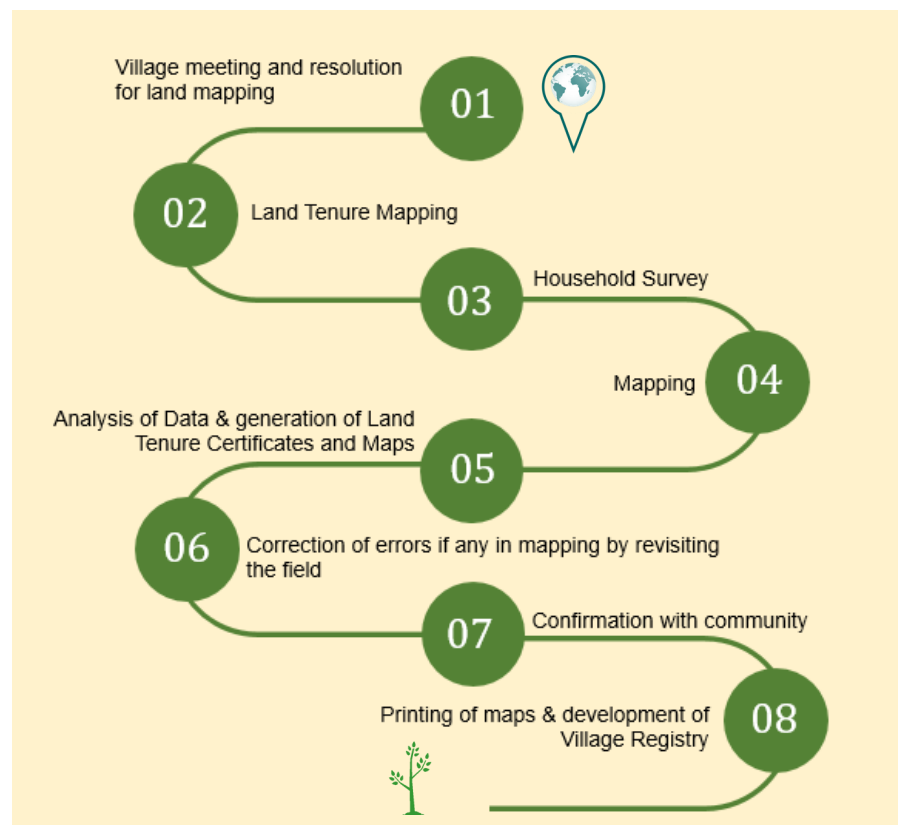 Village meeting and resolution
for land mapping
01
02
Land Tenure Mapping
03
Household Survey
Mapping
04
Analysis of Data & generation of Land
Tenure Certificates and Maps
05
06
Correction of errors if any in mapping by revisiting
the field
07
Confirmation with community
Printing of maps & development of
Village Registry
08